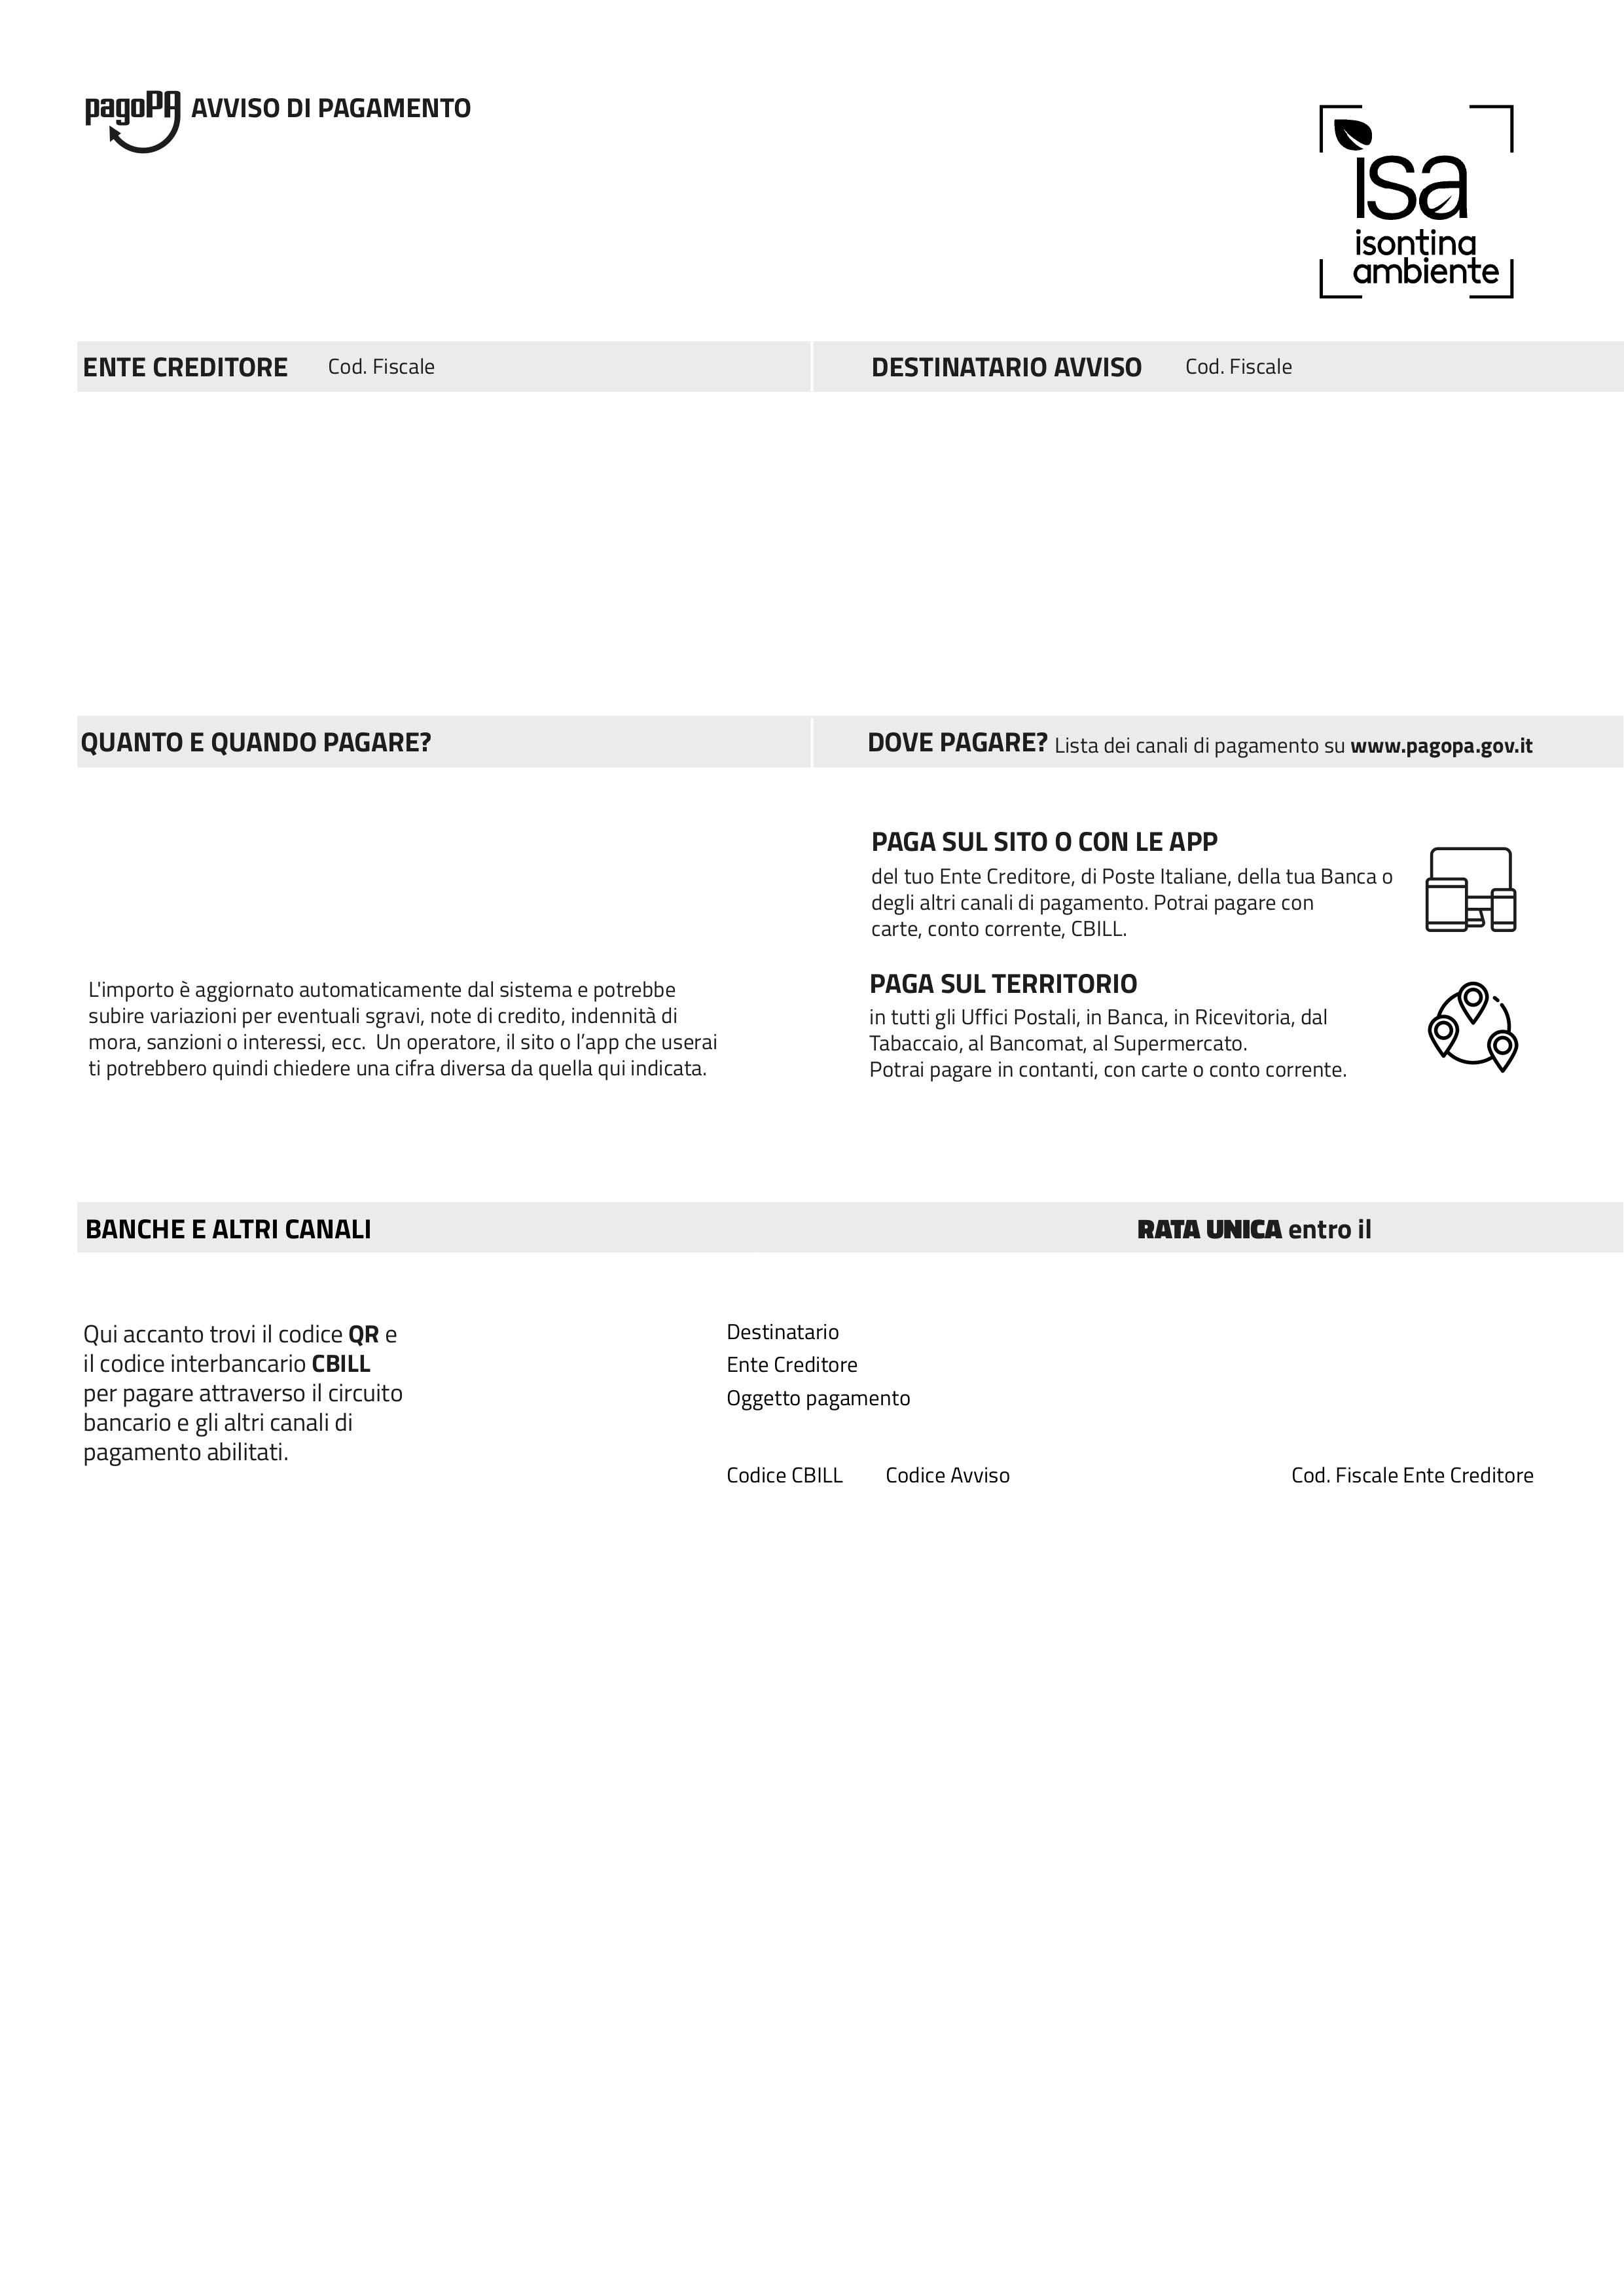 pagoPA AVVISO DI PAGAMENTO
isa
isontina
ambiente
ENTE CREDITORE Cod. Fiscale
DESTINATARIO AVVISO Cod. Fiscale
QUANTO E QUANDO PAGARE?
DOVE PAGARE? Lista dei canali di pagamento su www.pagopa.gov.it
PAGA SUL SITO O CON LE APP
del tuo Ente Creditore, di Poste Italiane, della tua Banca o
degli altri canali di pagamento. Potrai pagare con
carte, conto corrente, CBILL.
L'importo è aggiornato automaticamente dal sistema e potrebbe
subire variazioni per eventuali sgravi, note di credito, indennità di
mora, sanzioni o interessi, ecc.  Un operatore, il sito o l’app che userai
ti potrebbero quindi chiedere una cifra diversa da quella qui indicata.
PAGA SUL TERRITORIO
in tutti gli Uffici Postali, in Banca, in Ricevitoria, dal
Tabaccaio, al Bancomat, al Supermercato.
Potrai pagare in contanti, con carte o conto corrente.
BANCHE E ALTRI CANALI
RATA UNICA entro il
Qui accanto trovi il codice QR e
il codice interbancario CBILL
per pagare attraverso il circuito
bancario e gli altri canali di
pagamento abilitati.
Destinatario
Ente Creditore
Oggetto pagamento
Codice CBILL Codice Avviso Cod. Fiscale Ente Creditore